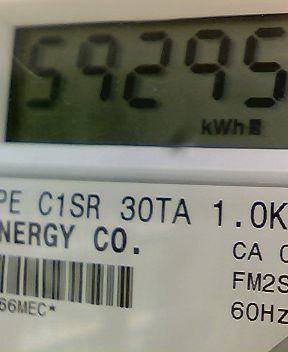 59295
kWh
PE C1SR 30TA 1.0K
NERGY CO.
CA
FM2S
60Hz
66MEC*